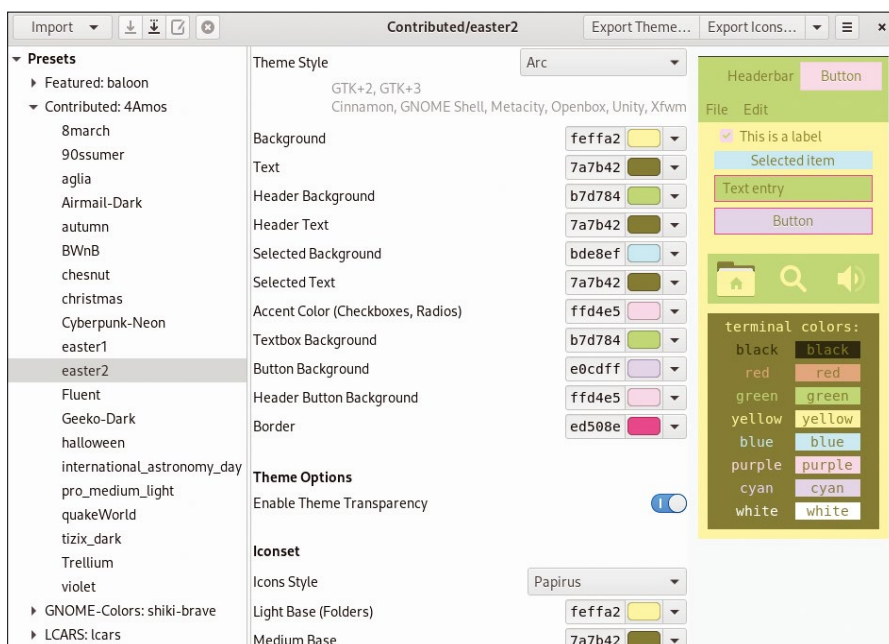 Import
Contributed/easter2
Export Theme...
Export Icons...
Presets
Featured: baloon
Contributed: 4Amos
8march
90ssumer
aglia
Airmail-Dark
autumn
BWnB
chesnut
christmas
Cyberpunk-Neon
easter1
easter2
Fluent
Geeko-Dark
halloween
international_astronomy_day
pro_medium_light
quakeWorld
tizix_dark
Trellium
violet
GNOME-Colors: shiki-brave
LCARS: lcars
Theme Style Arc
GTK+2, GTK+3
Cinnamon, GNOME Shell, Metacity, Openbox, Unity, Xfwm
Background feffa2
Text 7a7b42
Header Background b7d784
Header Text 7a7b42
Selected Background bde8ef
Selected Text 7a7b42
Accent Color (Checkboxes, Radios) ffd4e5
Textbox Background b7d784
Button Background e0cdff
Header Button Background ffd4e5
Border ed508e
Theme Options
Enable Theme Transparency
Iconset
Icons Style Papirus
Light Base (Folders) feffa2
Medium Base 7a7b42
Headerbar Button
File Edit
This is a label
Selected item
Text entry
Button
terminal colors:
black black
red red
green green
yellow yellow
blue blue
purple purple
cyan cyan
white white